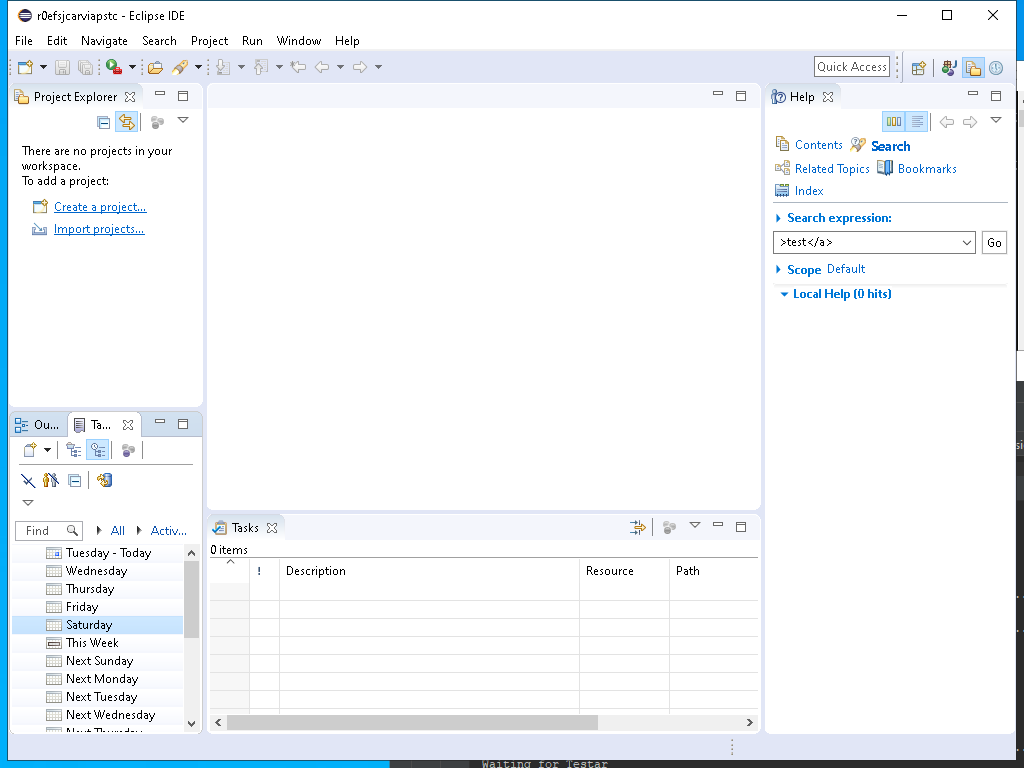 r0efsjcarviapstc - Eclipse IDE
File Edit Navigate Search Project Run Window Help
Quick Access
Project Explorer
There are no projects in your
workspace.
To add a project:
Create a project...
Import projects...
Help
Contents Search
Related Topics Bookmarks
Index
Search expression:
>test</a> Go
Scope Default
Local Help (0 hits)
Ou... Ta...
Find All Activ...
Tuesday - Today
Wednesday
Thursday
Friday
Saturday
This Week
Next Sunday
Next Monday
Next Tuesday
Next Wednesday
Next Thursday
Tasks
0 items
! Description Resource Path
Waiting for Testar